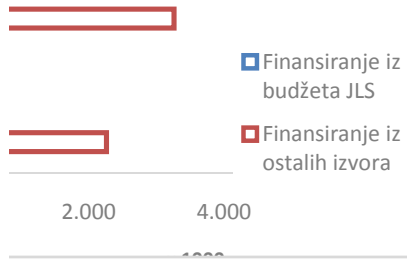 Finansiranje iz
budžeta JLS
Finansiranje iz
ostalih izvora
2.000 4.000